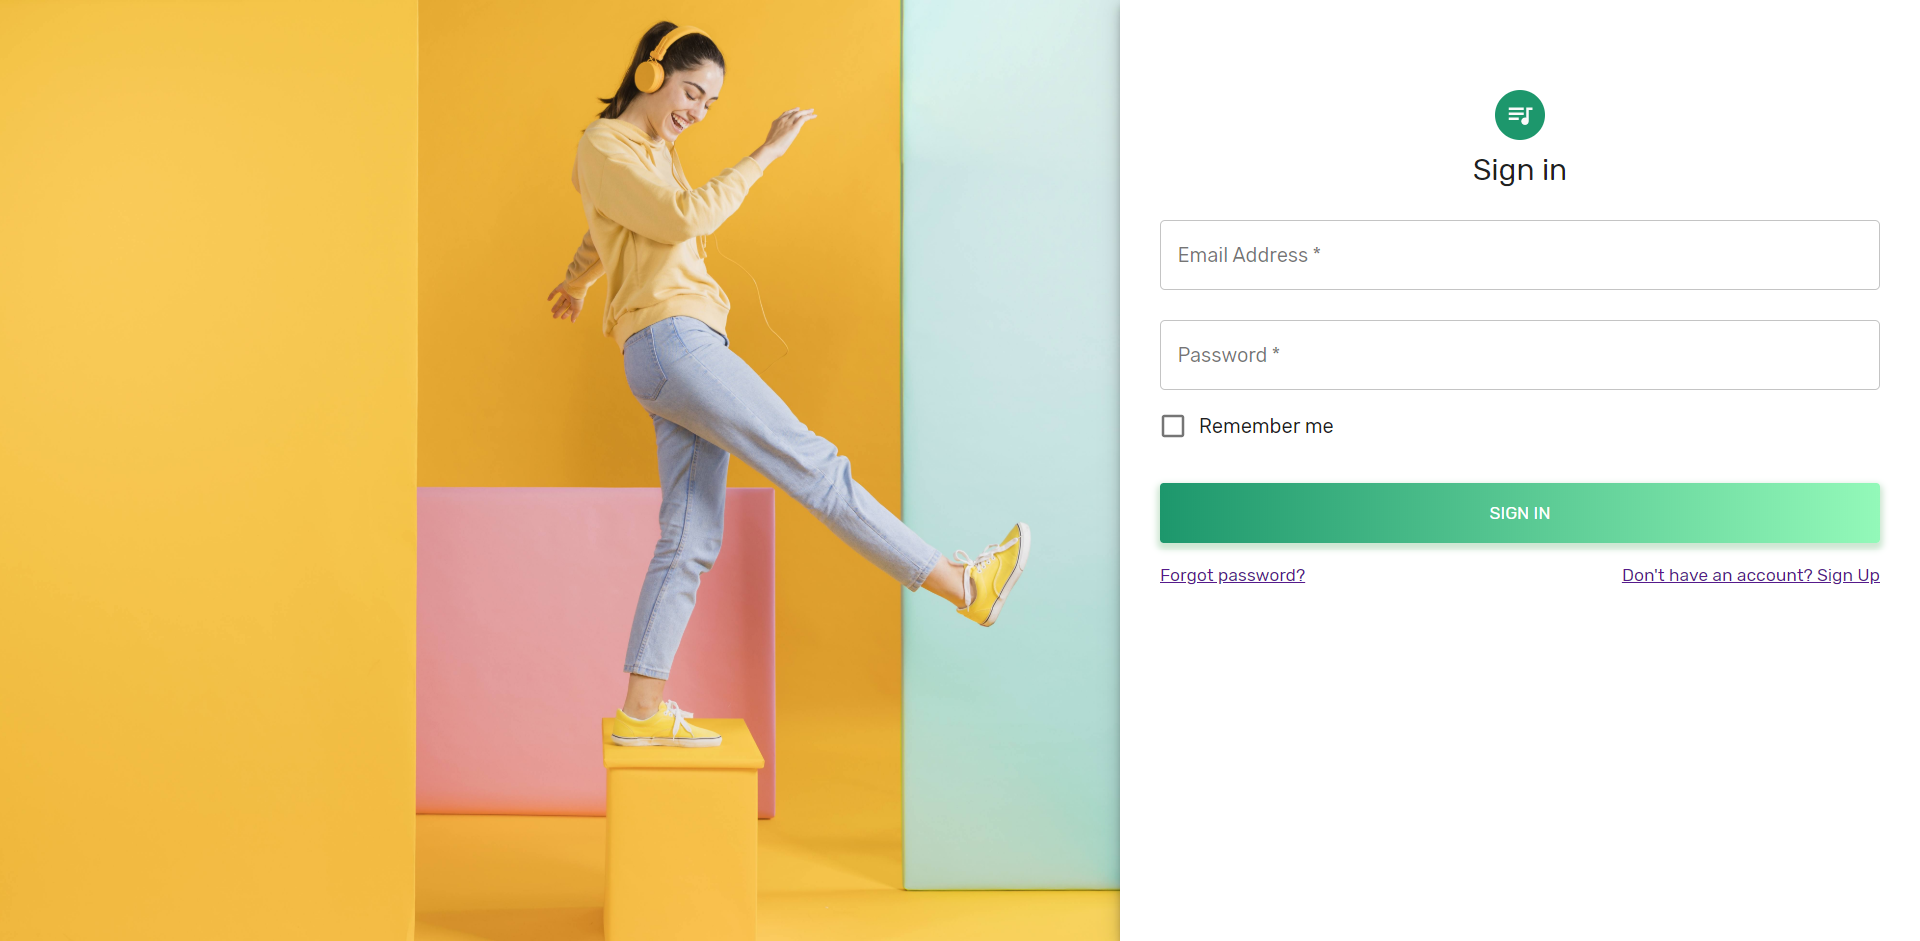 Sign in
Email Address *
Password *
Remember me
SIGN IN
Forgot password?
Don't have an account? Sign Up